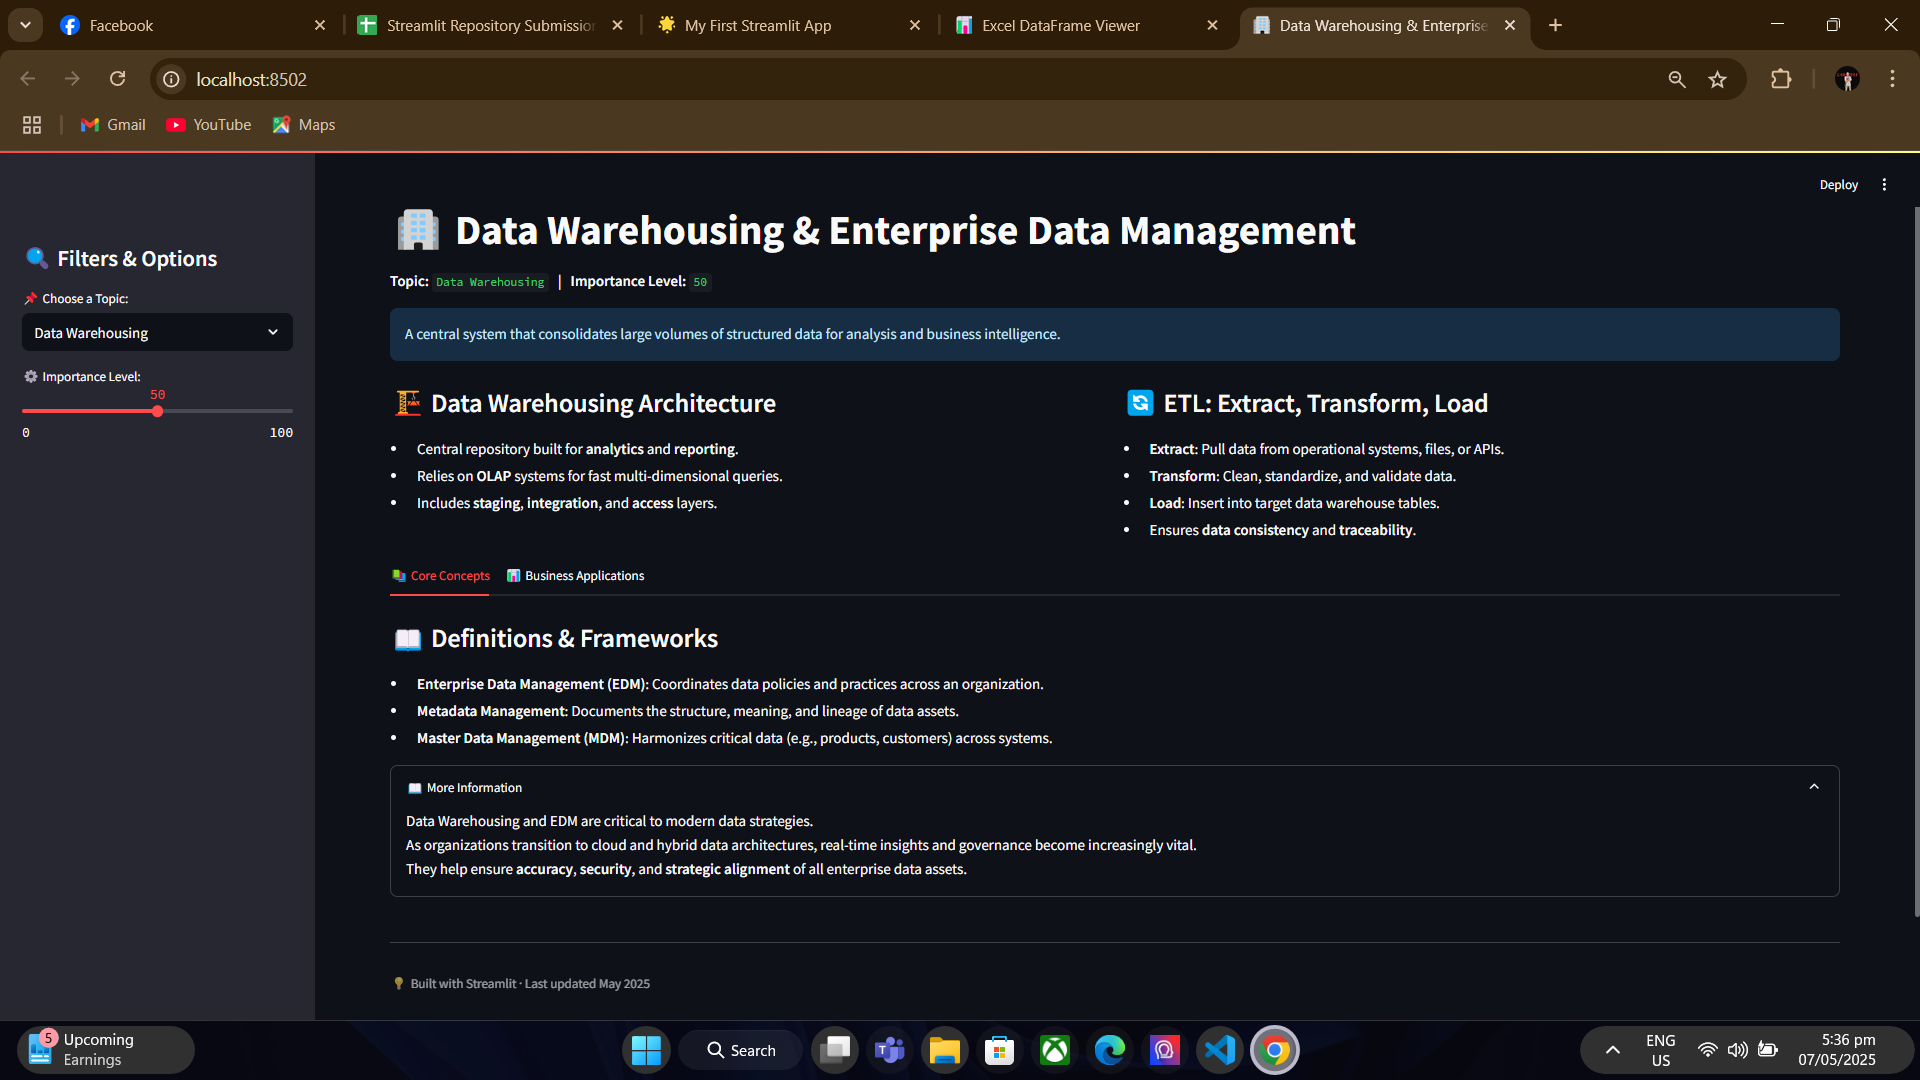 Facebook
Streamlit Repository Submission
My First Streamlit App
Excel DataFrame Viewer
Data Warehousing & Enterprise
localhost:8502
Gmail
YouTube
Maps
Deploy
Filters & Options
Choose a Topic:
Data Warehousing
Importance Level:
50
0
100
Data Warehousing & Enterprise Data Management
Topic: Data Warehousing | Importance Level: 50
A central system that consolidates large volumes of structured data for analysis and business intelligence.
Data Warehousing Architecture
• Central repository built for analytics and reporting.
• Relies on OLAP systems for fast multi-dimensional queries.
• Includes staging, integration, and access layers.
ETL: Extract, Transform, Load
• Extract: Pull data from operational systems, files, or APIs.
• Transform: Clean, standardize, and validate data.
• Load: Insert into target data warehouse tables.
• Ensures data consistency and traceability.
Core Concepts
Business Applications
Definitions & Frameworks
• Enterprise Data Management (EDM): Coordinates data policies and practices across an organization.
• Metadata Management: Documents the structure, meaning, and lineage of data assets.
• Master Data Management (MDM): Harmonizes critical data (e.g., products, customers) across systems.
More Information
Data Warehousing and EDM are critical to modern data strategies.
As organizations transition to cloud and hybrid data architectures, real-time insights and governance become increasingly vital.
They help ensure accuracy, security, and strategic alignment of all enterprise data assets.
Built with Streamlit · Last updated May 2025
5
Upcoming
Earnings
Search
ENG
US
5:36 pm
07/05/2025